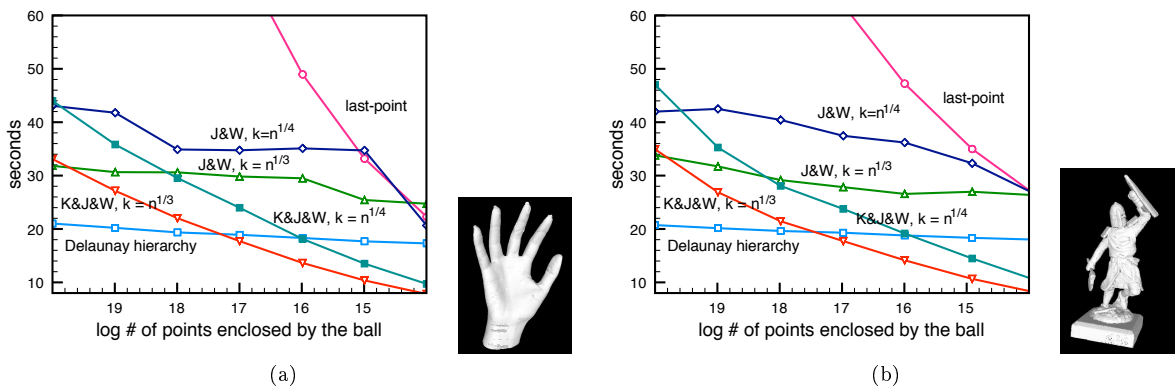 60
50
40
30
20
10
seconds
last-point
J&W, k=n^1/4
J&W, k = n^1/3
K&J&W, k = n^1/3
K&J&W, k = n^1/4
Delaunay hierarchy
19 18 17 16 15
log # of points enclosed by the ball
(a)
60
50
40
30
20
10
seconds
last-point
J&W, k=n^1/4
J&W, k = n^1/3
K&J&W, k = n^1/3
K&J&W, k = n^1/4
Delaunay hierarchy
19 18 17 16 15
log # of points enclosed by the ball
(b)